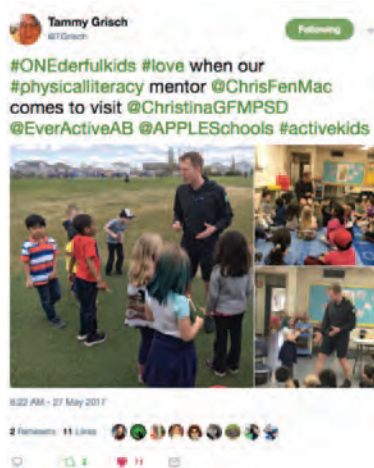 Tammy Grisch
@TGrisch
Following
#ONEderfulkids #love when our
#physicalliteracy mentor @ChrisFenMac
comes to visit @ChristinaGFMPSD
@EverActiveAB @APPLESchools #activekids
6:22 AM - 27 May 2017
2 Retweets 11 Likes
2 11